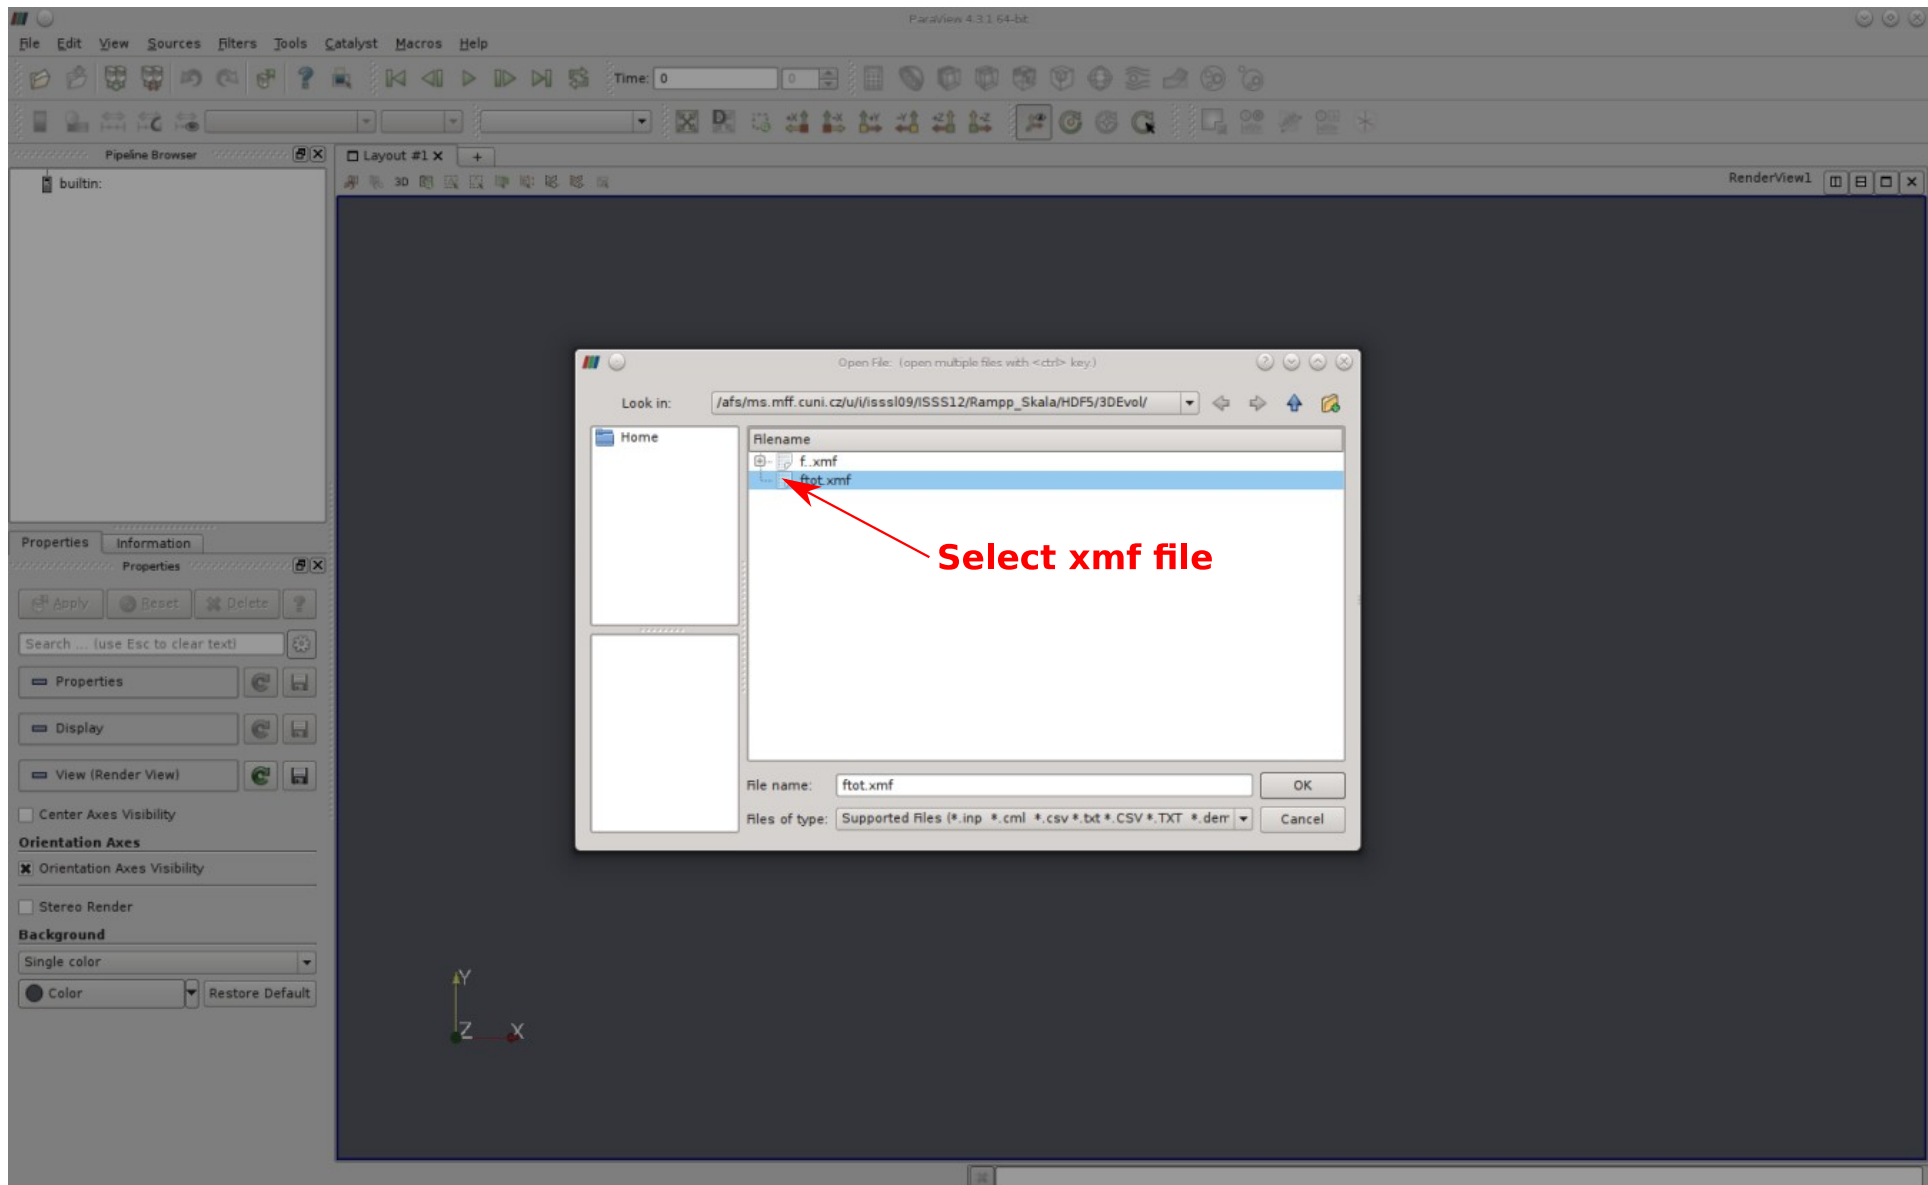 ParaView 4.3.1 64-bit
File Edit View Sources Filters Tools Catalyst Macros Help
Time: 0 0
3D
Pipeline Browser
builtin:
Layout #1 +
RenderView1
Open File: (open multiple files with <ctrl> key.)
Look in: /afs/ms.mff.cuni.cz/u/i/isssl09/ISSS12/Rampp_Skala/HDF5/3DEvol/
Home
Filename
f..xmf
ftot.xmf
Select xmf file
File name: ftot.xmf OK
Files of type: Supported Files (*.inp *.cml *.csv *.txt *.CSV *.TXT *.dem Cancel
Properties Information
Properties
Apply Reset Delete ?
Search ... (use Esc to clear text)
Properties
Display
View (Render View)
Center Axes Visibility
Orientation Axes
Orientation Axes Visibility
Stereo Render
Background
Single color
Color Restore Default
Y
Z X